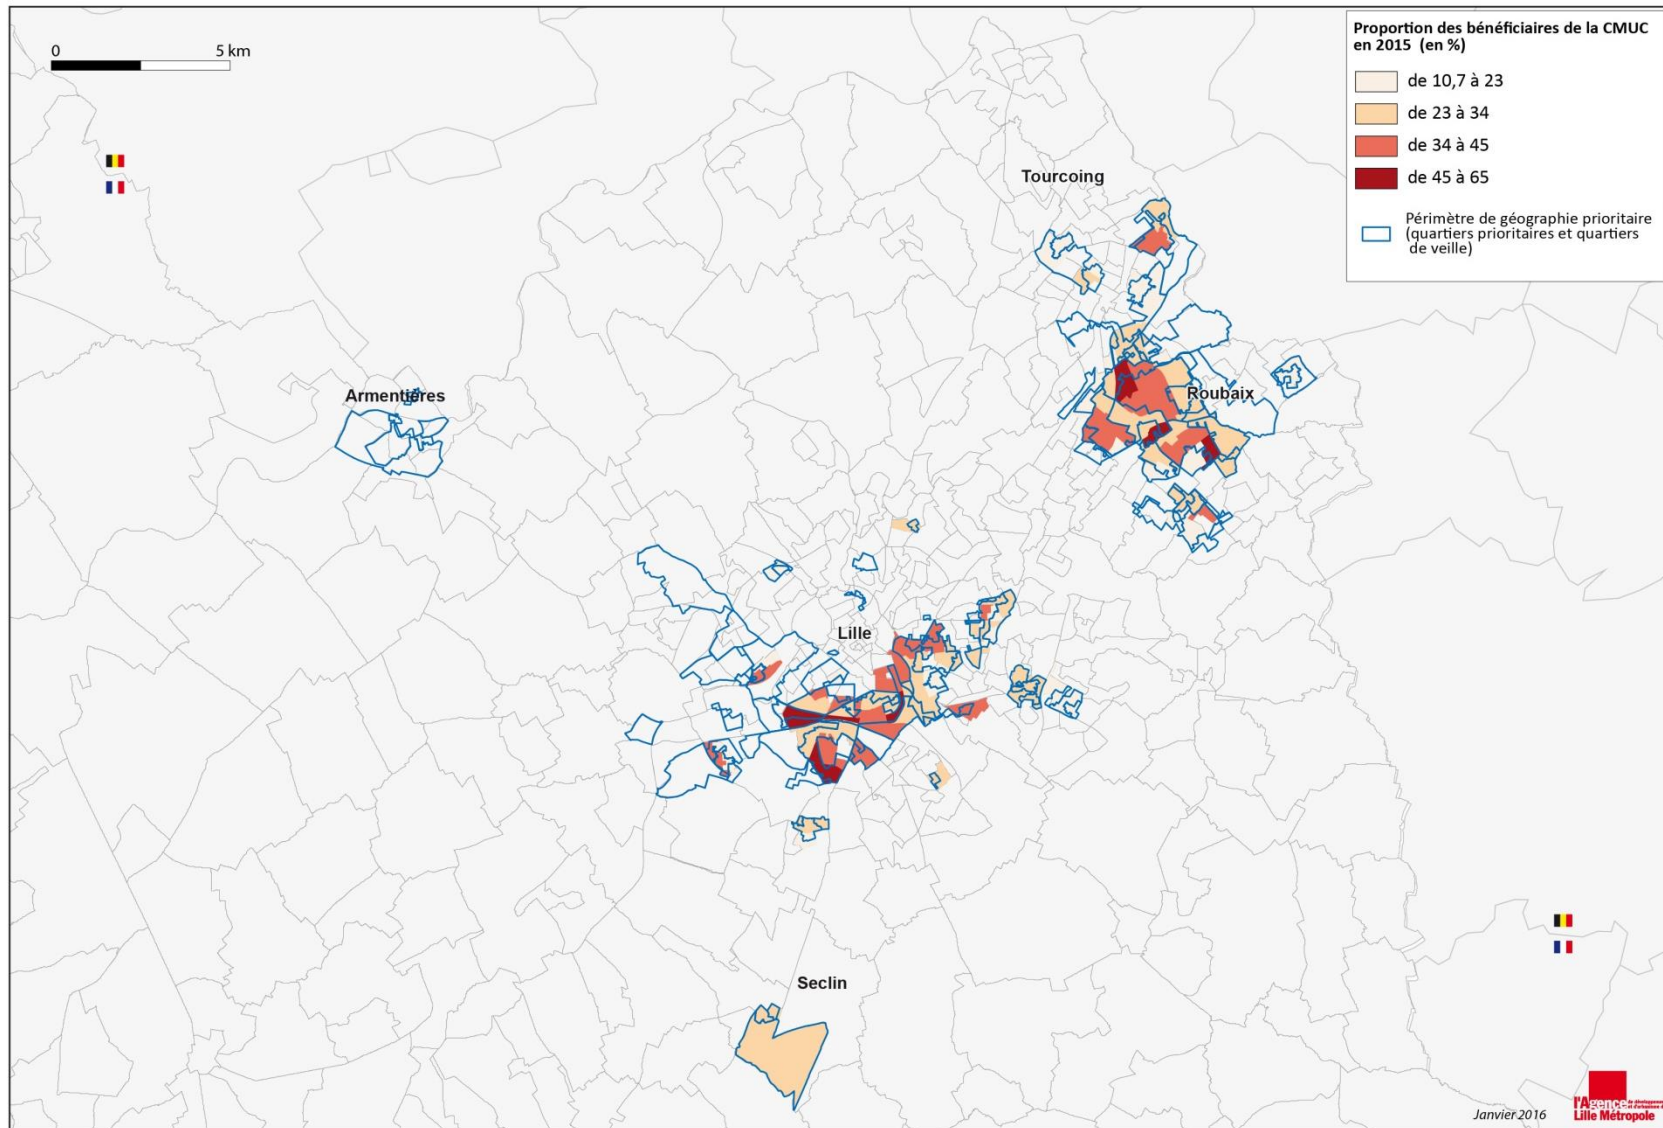 0 5 km
Proportion des bénéficiaires de la CMUC
en 2015 (en %)
de 10,7 à 23
de 23 à 34
de 34 à 45
de 45 à 65
Périmètre de géographie prioritaire
(quartiers prioritaires et quartiers
de veille)
Tourcoing
Armentières
Roubaix
Lille
Seclin
Janvier 2016
l'Agence
Lille Métropole